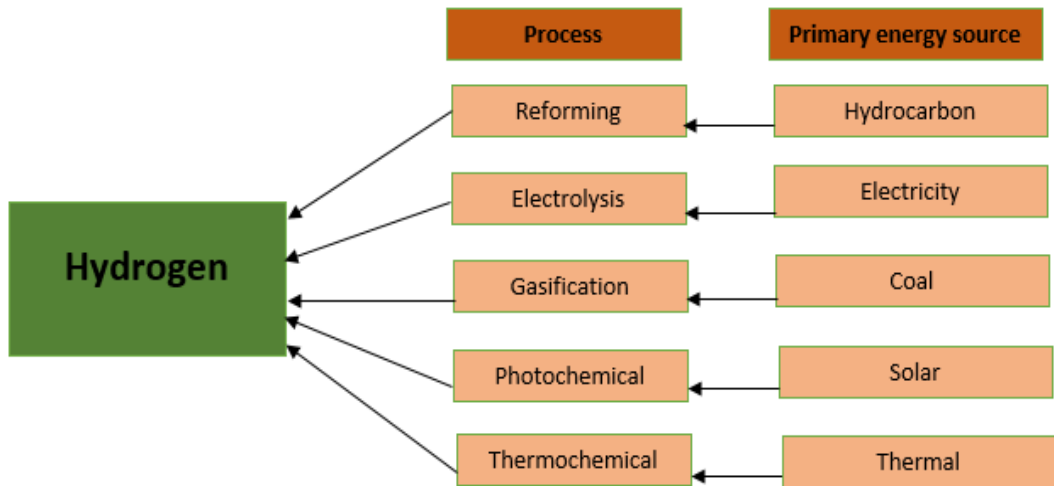 Process
Primary energy source
Reforming
Hydrocarbon
Electrolysis
Electricity
Hydrogen
Gasification
Coal
Photochemical
Solar
Thermochemical
Thermal